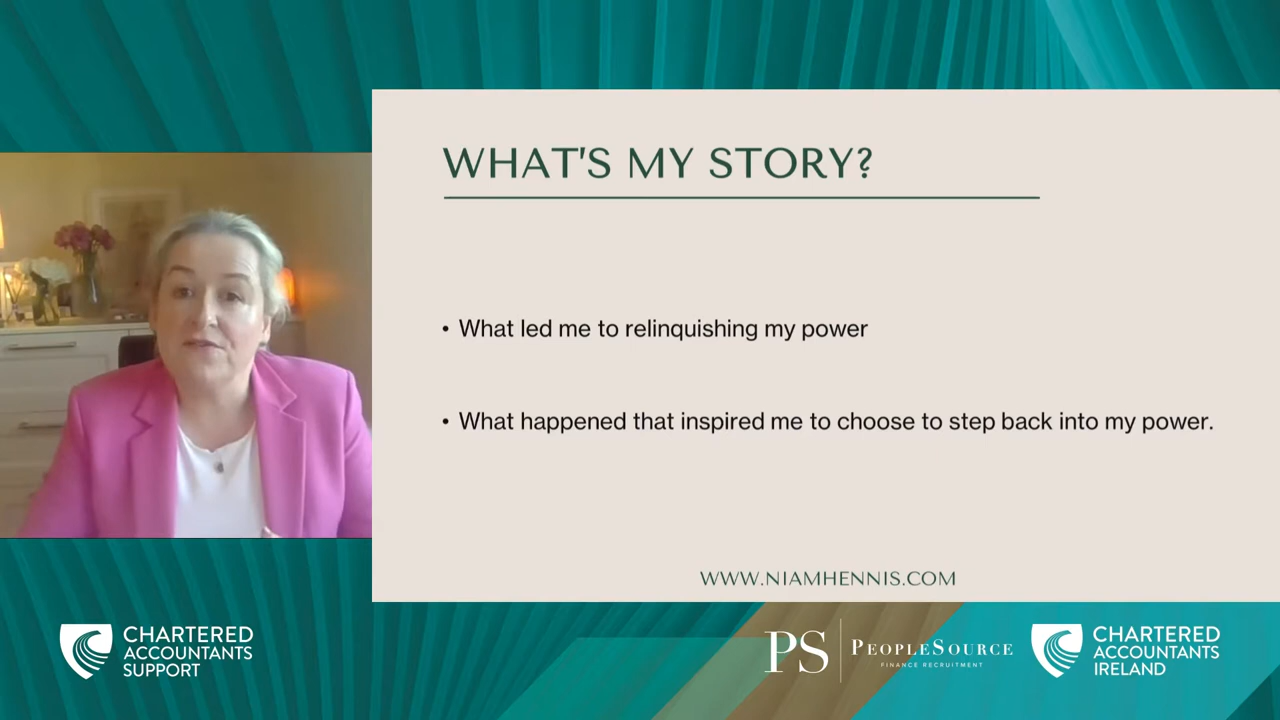 WHAT'S MY STORY?
• What led me to relinquishing my power
• What happened that inspired me to choose to step back into my power.
WWW.NIAMHENNIS.COM
CHARTERED
ACCOUNTANTS
SUPPORT
PS
PEOPLESOURCE
FINANCE RECRUITMENT
CHARTERED
ACCOUNTANTS
IRELAND